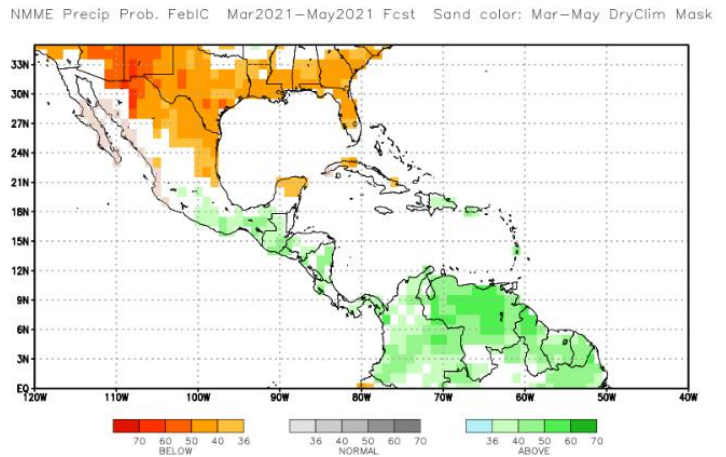 NMME Precip Prob. FebIC Mar2021-May2021 Fcst Sand color: Mar-May DryClim Mask
33N
30N
27N
24N
21N
18N
15N
12N
9N
6N
3N
EQ
120W 110W 100W 90W 80W 70W 60W 50W 40W
70 60 50 40 36 36 40 50 60 70 36 40 50 60 70
BELOW NORMAL ABOVE